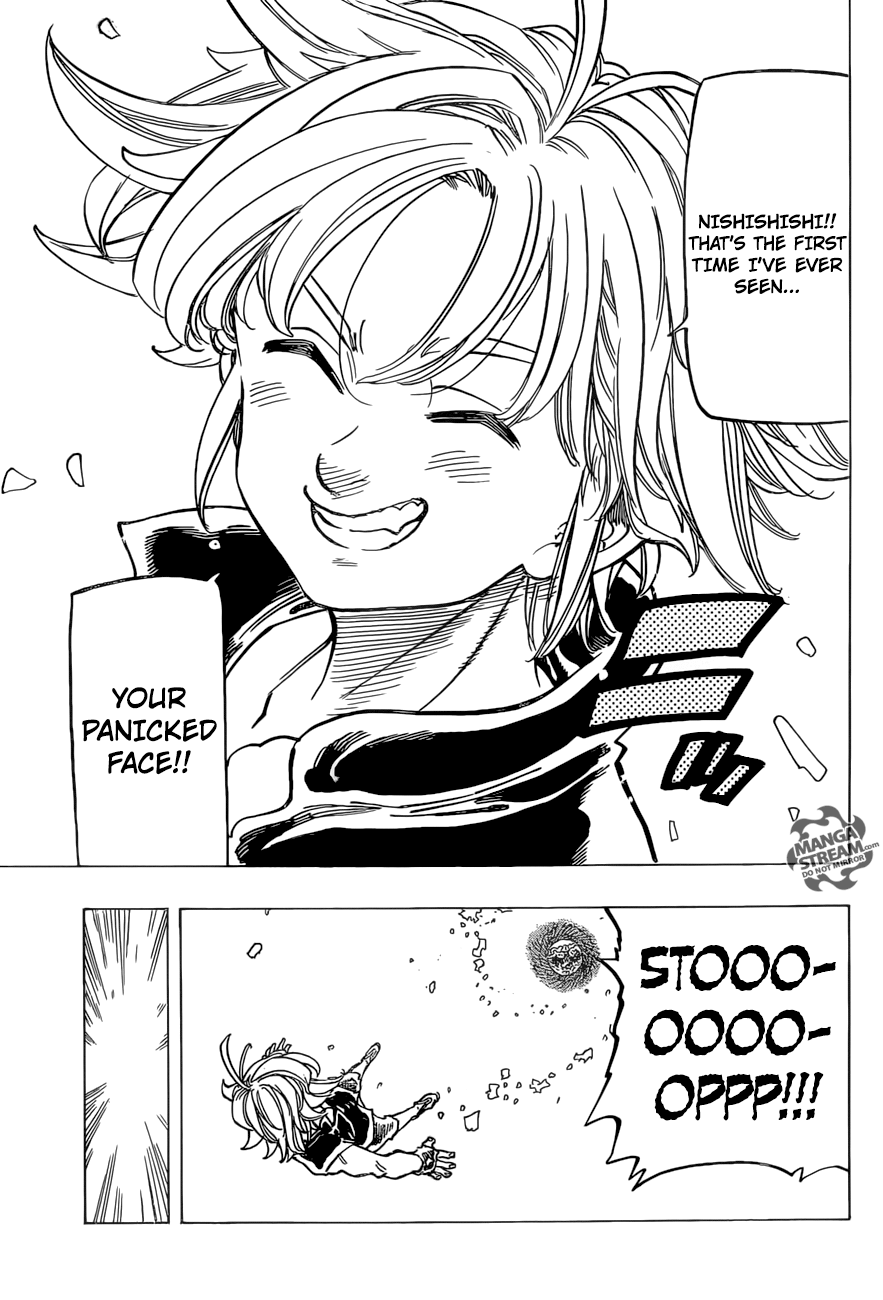 NISHISHISHI!!
THAT'S THE FIRST
TIME I'VE EVER
SEEN...
YOUR
PANICKED
FACE!!
MANGA
STREAM.com
DO NOT MIRROR
STOOO-
OOOO-
OPPP!!!